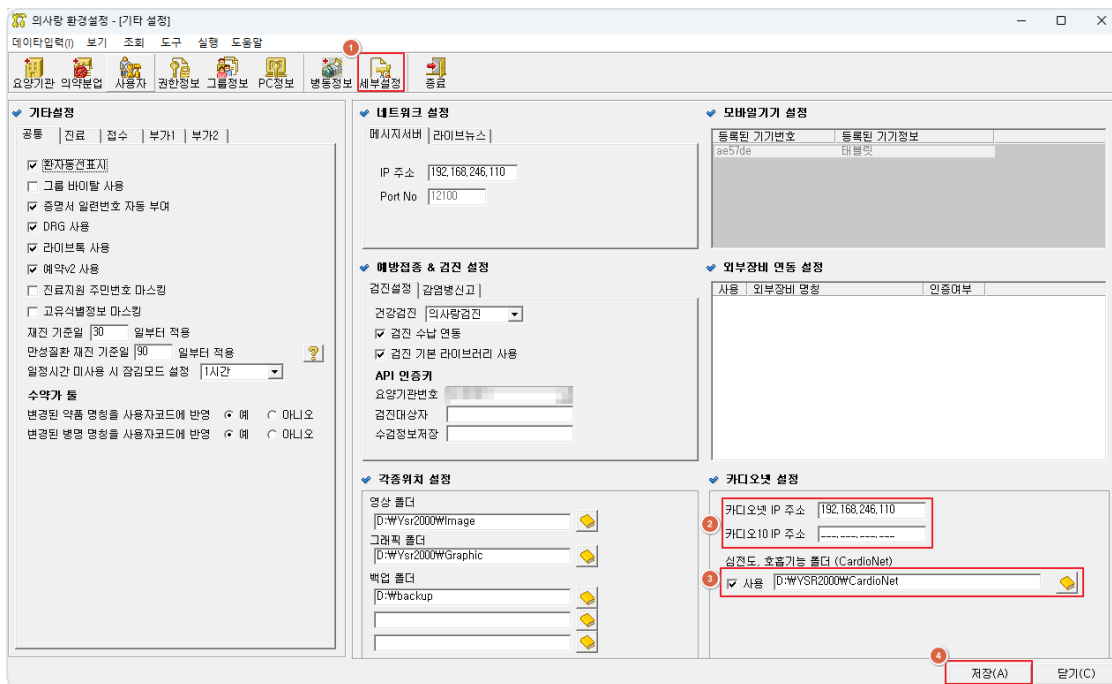 의사랑 환경설정 - [기타 설정]
데이타입력(I) 보기 조회 도구 실행 도움말
1
요양기관 의약분업 사용자 권한정보 그룹정보 PC정보 병동정보 세부설정 종료
기타설정
공통 진료 접수 부가1 부가2
환자동선표시
그룹 바이탈 사용
증명서 일련번호 자동 부여
DRG 사용
라이브톡 사용
예약v2 사용
진료지원 주민번호 마스킹
고유식별정보 마스킹
재진 기준일 30 일부터 적용
만성질환 재진 기준일 90 일부터 적용
일정시간 미사용 시 잠김모드 설정 1시간
수약가 툴
변경된 약품 명칭을 사용자코드에 반영 예 아니오
변경된 병명 명칭을 사용자코드에 반영 예 아니오
네트워크 설정
메시지서버 라이브뉴스
IP 주소 192,168,246,110
Port No 12100
예방접종 & 검진 설정
검진설정 감염병신고
건강검진 의사랑검진
검진 수납 연동
검진 기본 라이브러리 사용
API 인증키
요양기관번호
검진대상자
수검정보저장
각종위치 설정
영상 폴더
D:₩Ysr2000₩Image
그래픽 폴더
D:₩Ysr2000₩Graphic
백업 폴더
D:₩backup
모바일기기 설정
등록된 기기번호 등록된 기기정보
ae57de 태블릿
외부장비 연동 설정
사용 외부장비 명칭 인증여부
카디오넷 설정
2
카디오넷 IP 주소 192,168,246,110
카디오10 IP 주소 ___,___,___,___
심전도, 호흡기능 폴더 (CardioNet)
3
사용 D:₩YSR2000₩CardioNet
4
저장(A) 닫기(C)